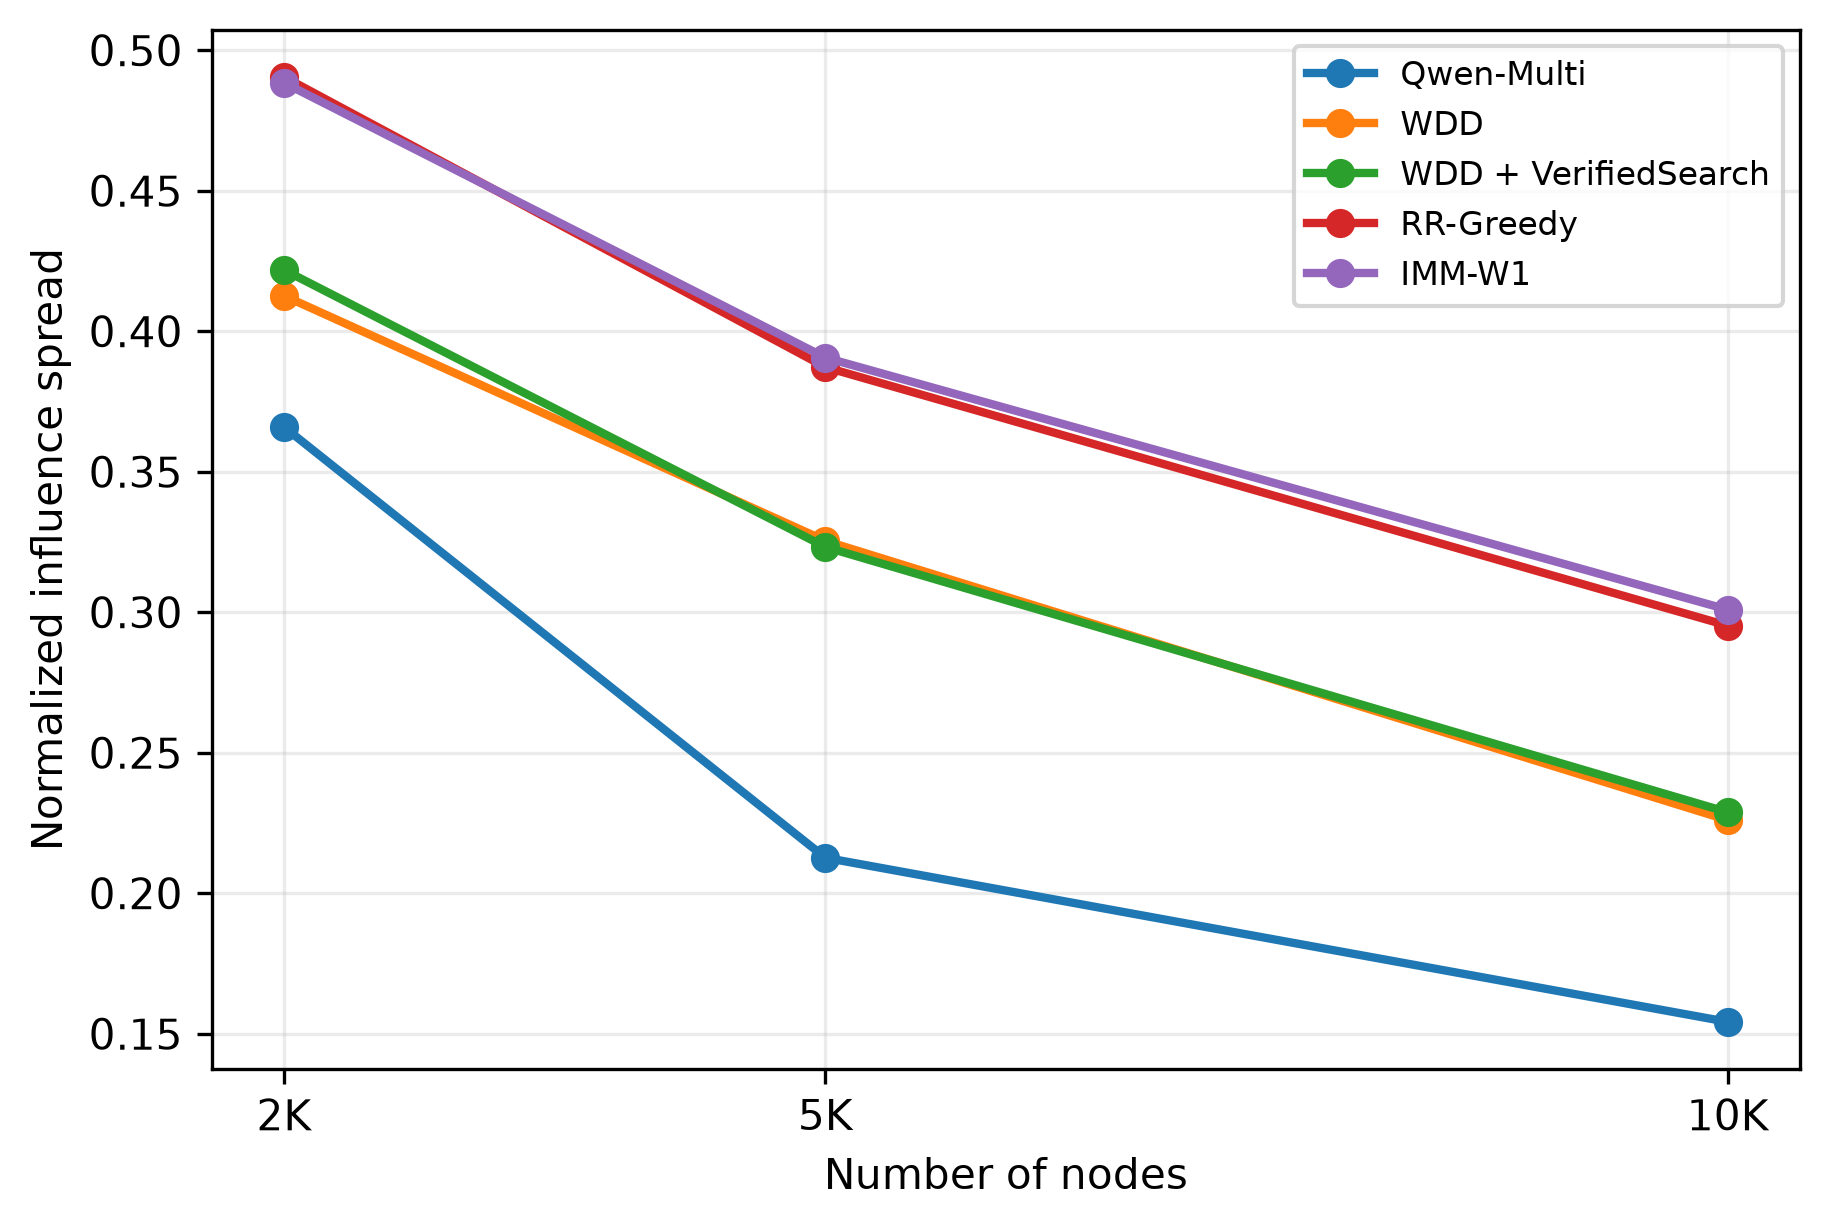 0.50
0.45
0.40
0.35
0.30
0.25
0.20
0.15
Normalized influence spread
Qwen-Multi
WDD
WDD + VerifiedSearch
RR-Greedy
IMM-W1
2K 5K 10K
Number of nodes